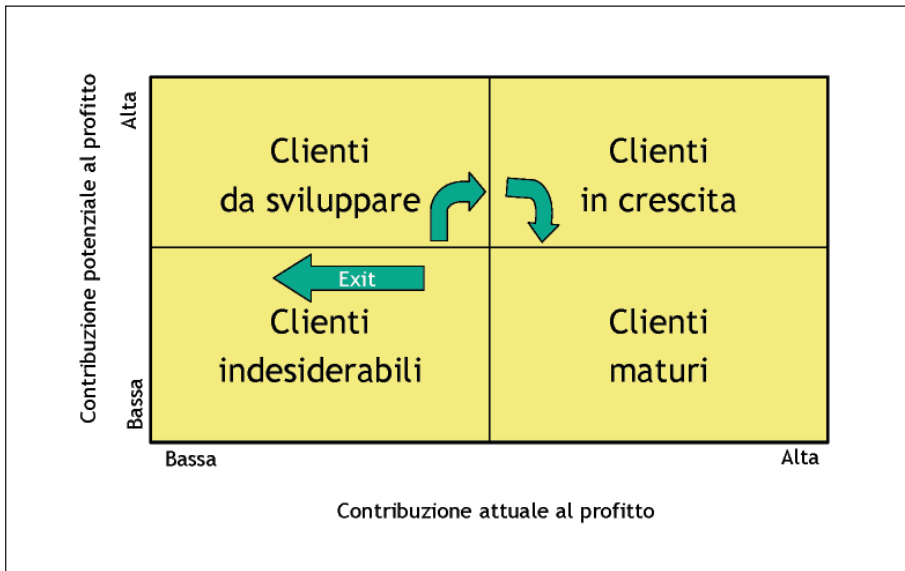 Contribuzione potenziale al profitto
Alta
Bassa
Clienti
da sviluppare
Clienti
in crescita
Exit
Clienti
indesiderabili
Clienti
maturi
Bassa
Alta
Contribuzione attuale al profitto